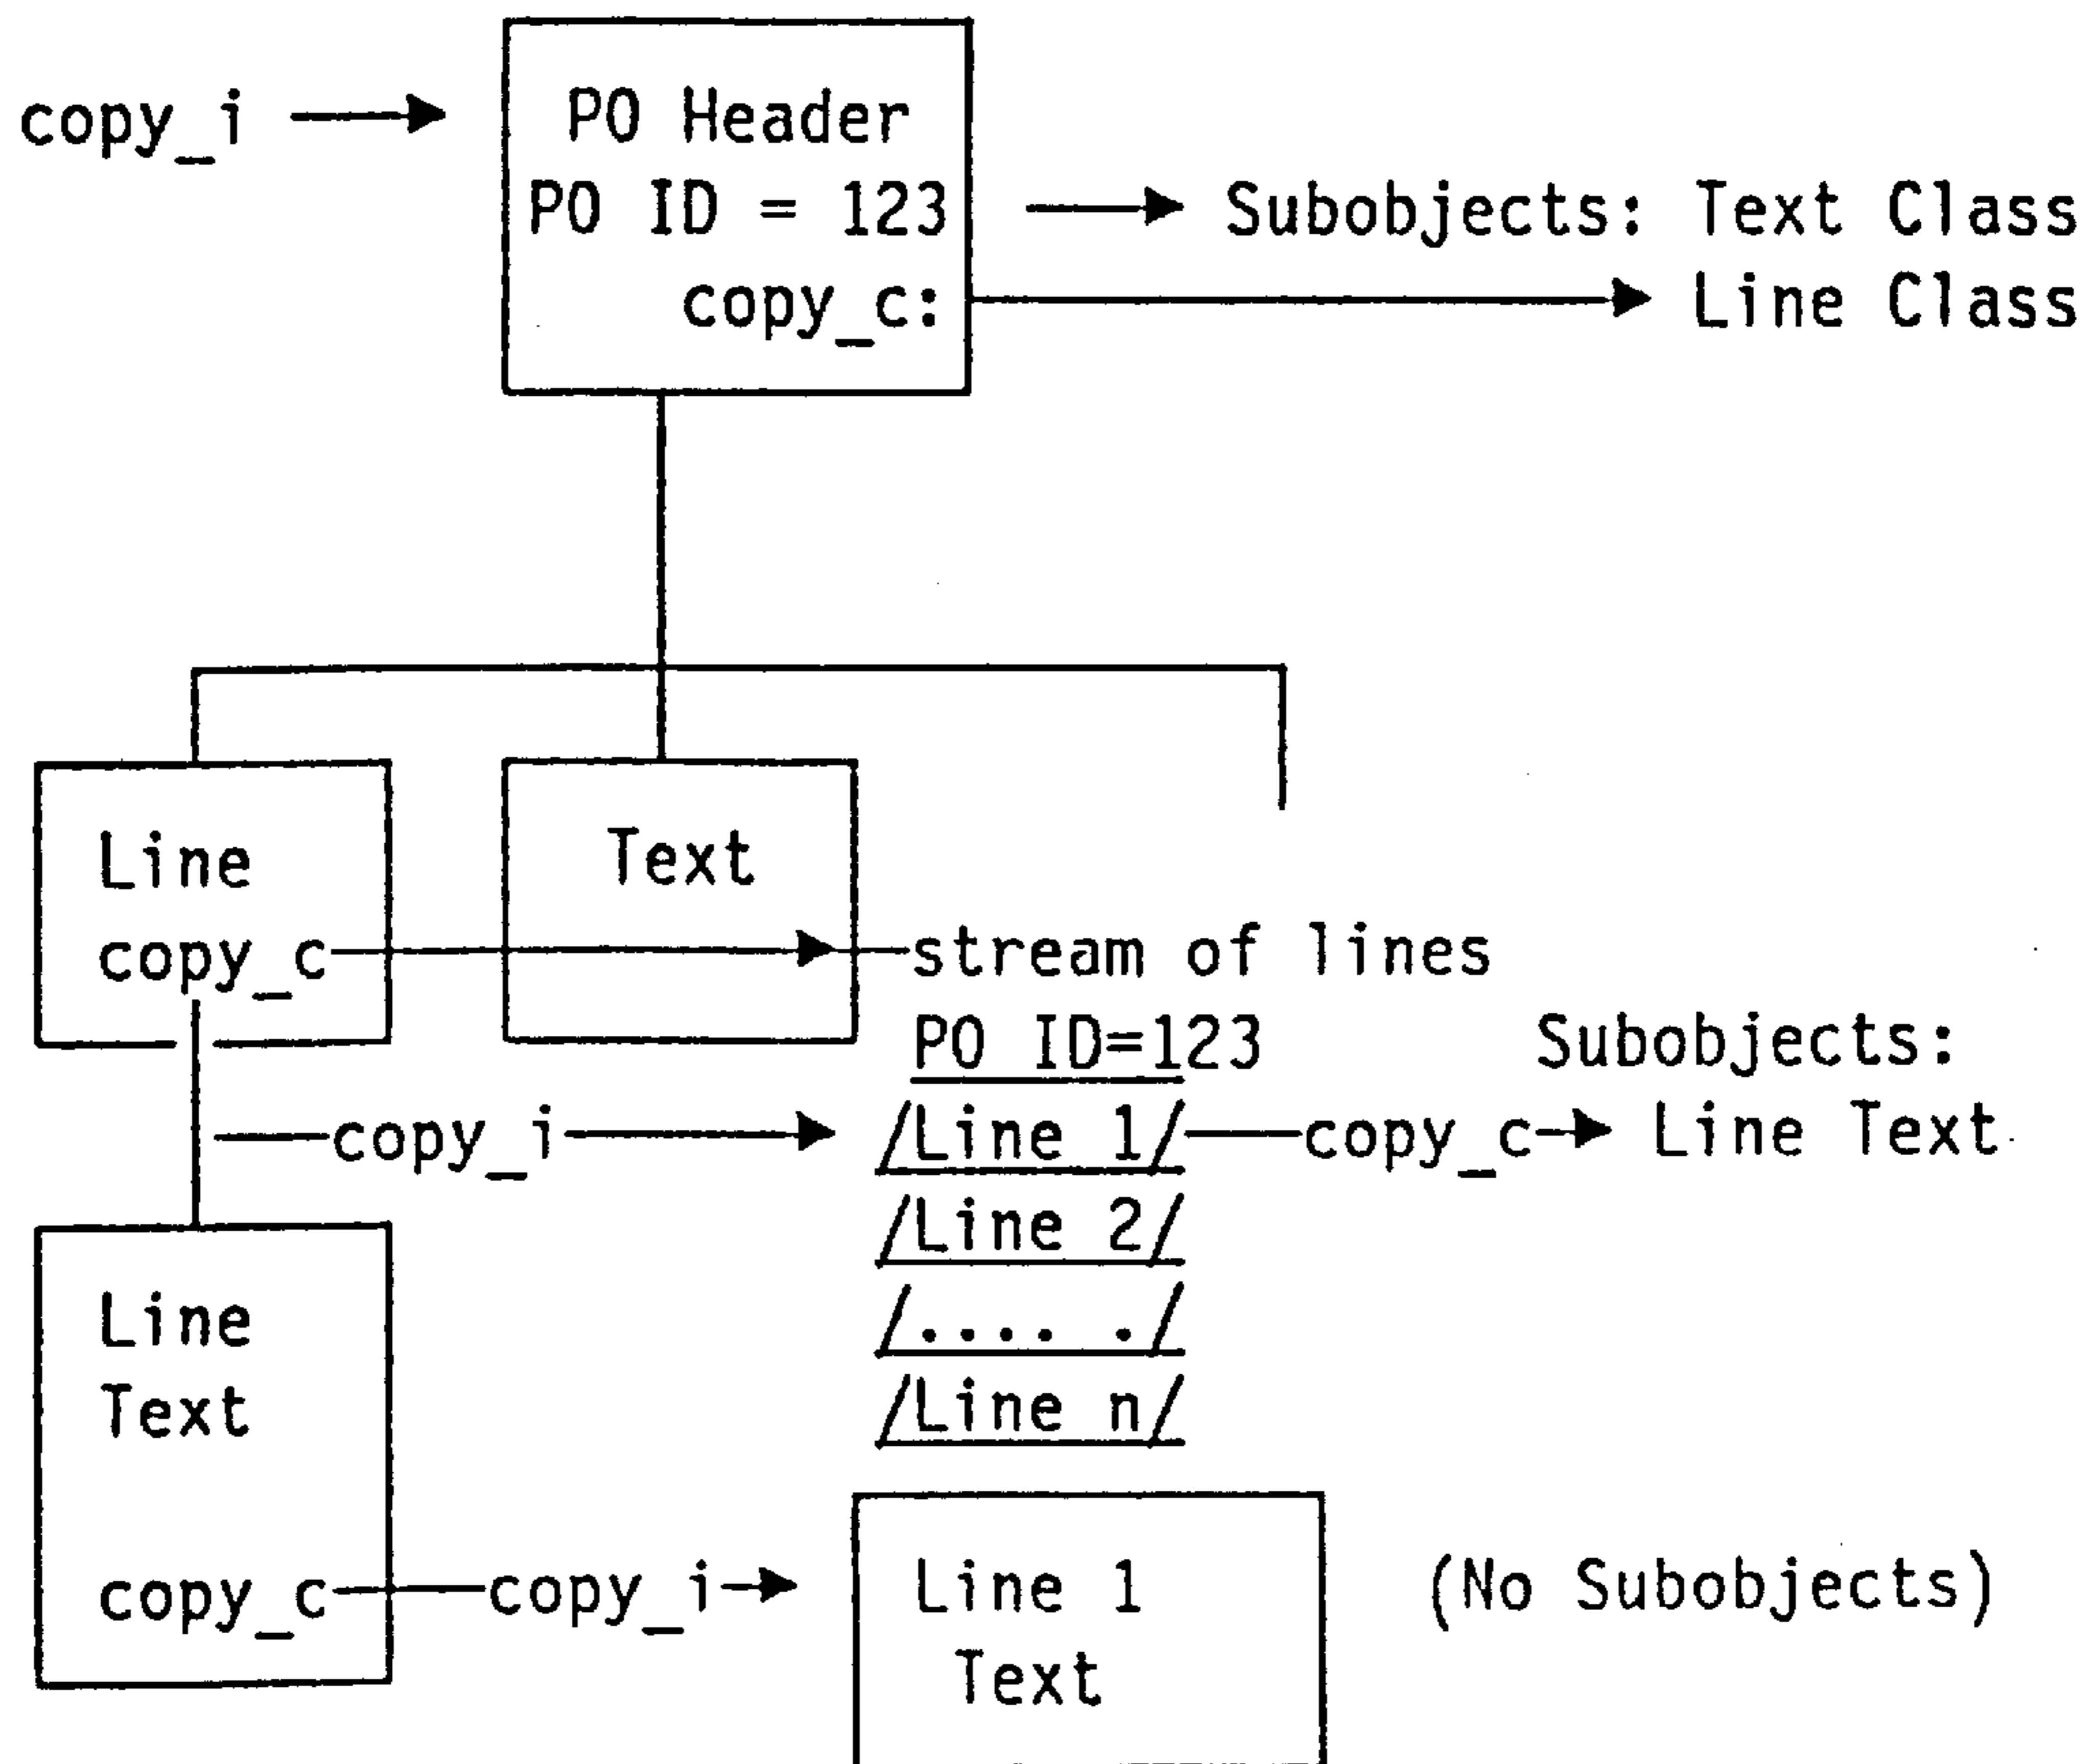 copy_i
PO Header
PO ID = 123
copy_c:
Subobjects: Text Class
Line Class
Line
copy_c
Text
stream of lines
PO ID=123
Subobjects:
copy_i
/Line 1/
copy_c
Line Text
/Line 2/
/.... ./
/Line n/
Line
Text
copy_c
copy_i
Line 1
Text
(No Subobjects)